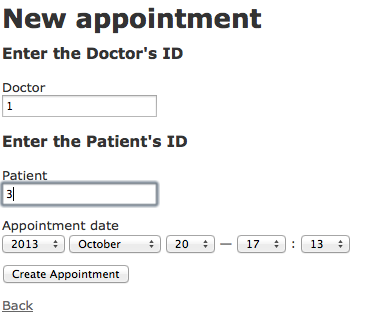 New appointment
Enter the Doctor's ID
Doctor
1
Enter the Patient's ID
Patient
3
Appointment date
2013 October 20 — 17 : 13
Create Appointment
Back